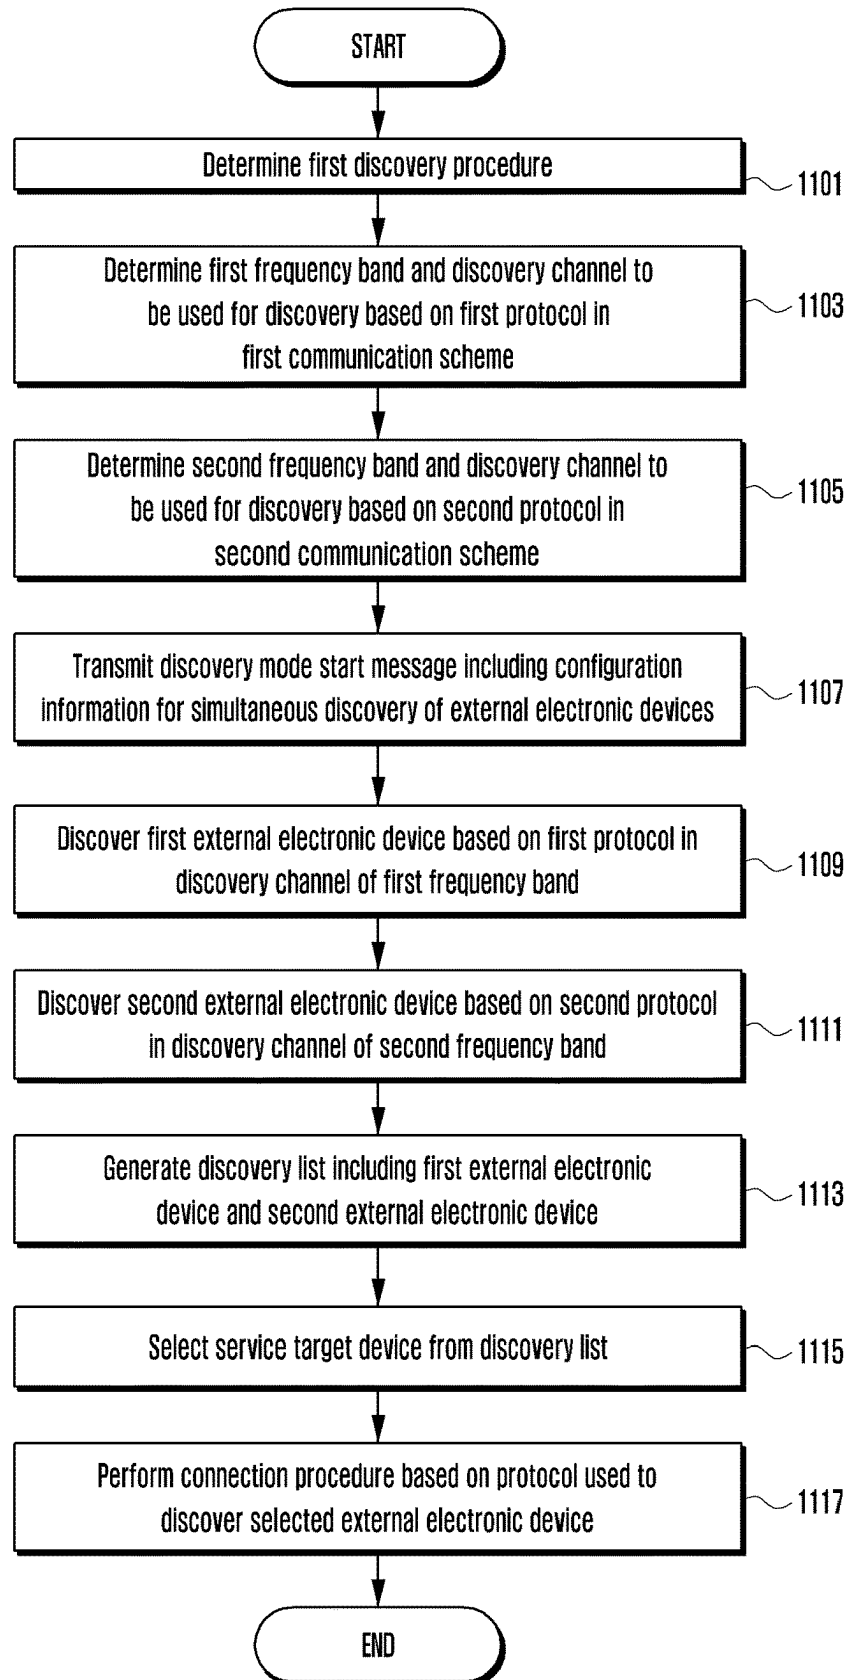 START
Determine first discovery procedure
1101
Determine first frequency band and discovery channel to
be used for discovery based on first protocol in
first communication scheme
1103
Determine second frequency band and discovery channel to
be used for discovery based on second protocol in
second communication scheme
1105
Transmit discovery mode start message including configuration
information for simultaneous discovery of external electronic devices
1107
Discover first external electronic device based on first protocol in
discovery channel of first frequency band
1109
Discover second external electronic device based on second protocol
in discovery channel of second frequency band
1111
Generate discovery list including first external electronic
device and second external electronic device
1113
Select service target device from discovery list
1115
Perform connection procedure based on protocol used to
discover selected external electronic device
1117
END